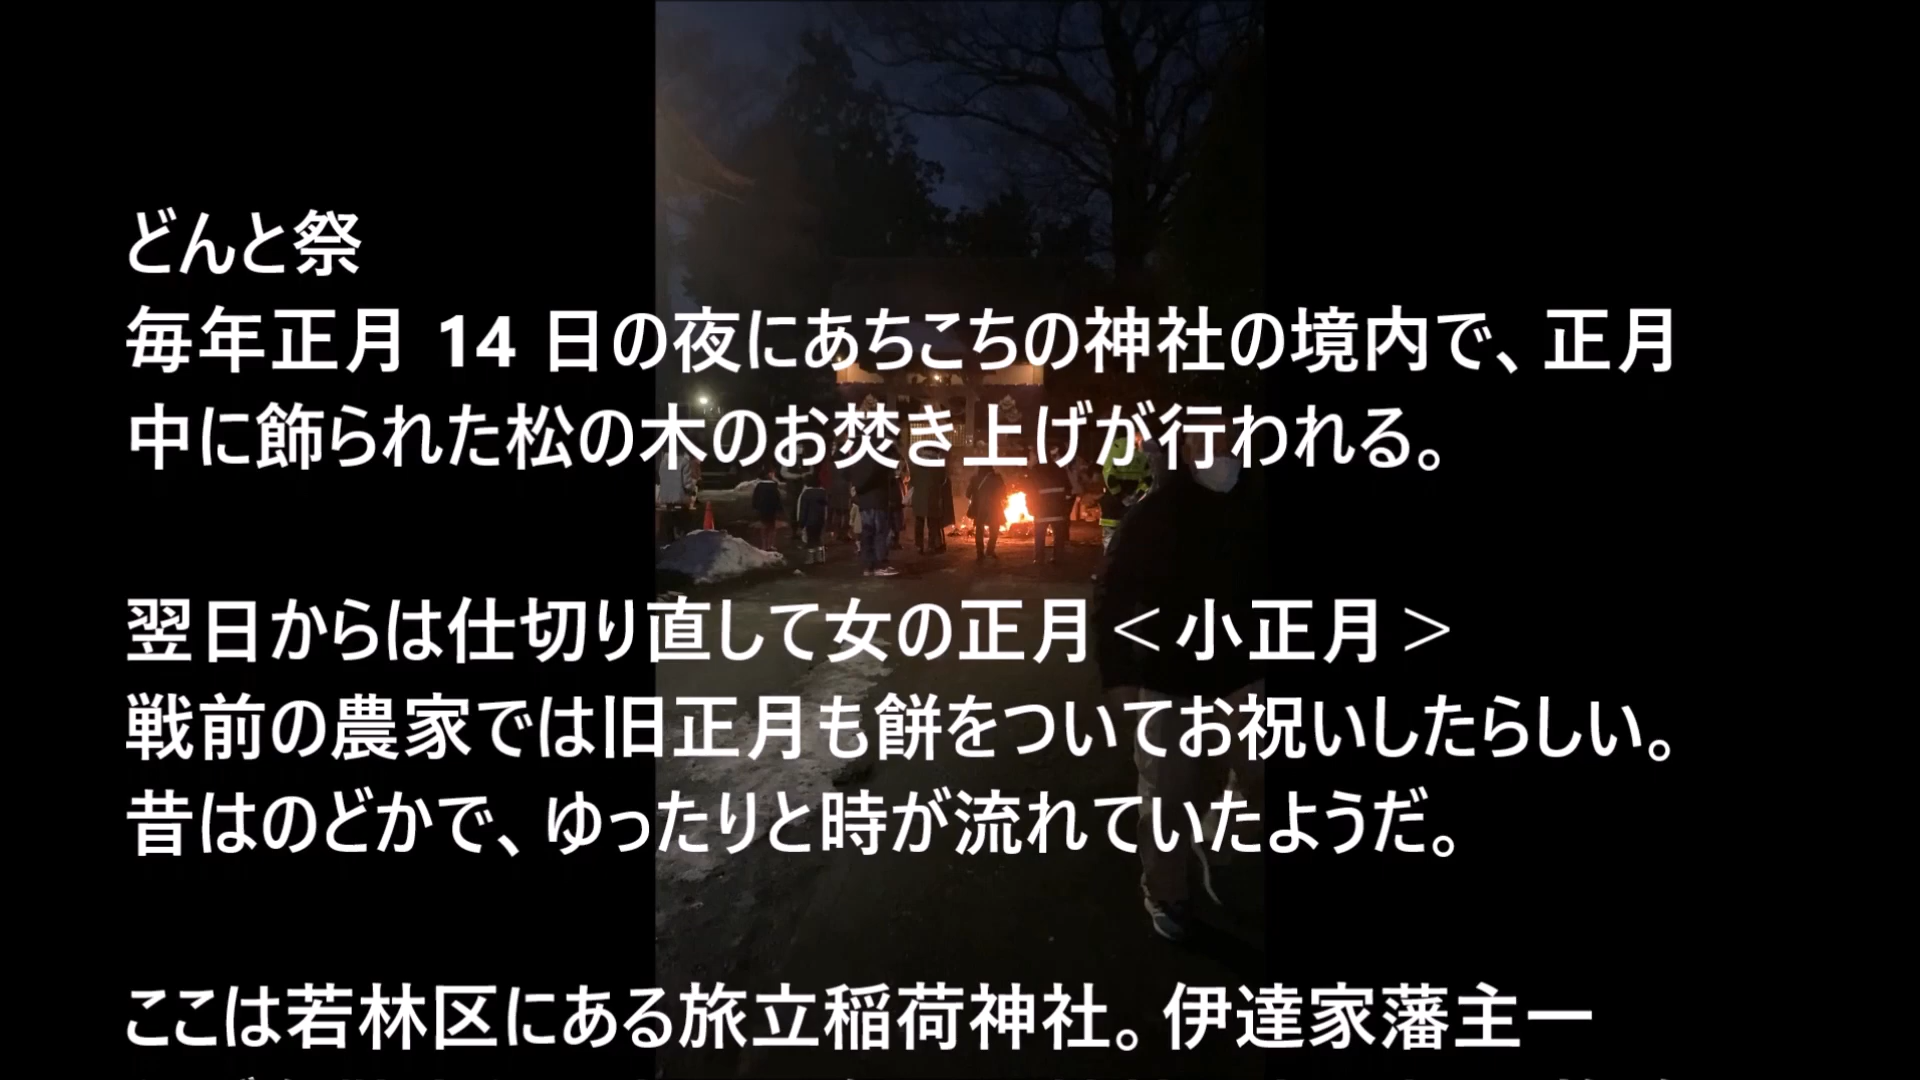 どんと祭
毎年正月 14 日の夜にあちこちの神社の境内で、正月
中に飾られた松の木のお焚き上げが行われる。
翌日からは仕切り直して女の正月＜小正月＞
戦前の農家では旧正月も餅をついてお祝いしたらしい。
昔はのどかで、ゆったりと時が流れていたようだ。
ここは若林区にある旅立稲荷神社。伊達家藩主一